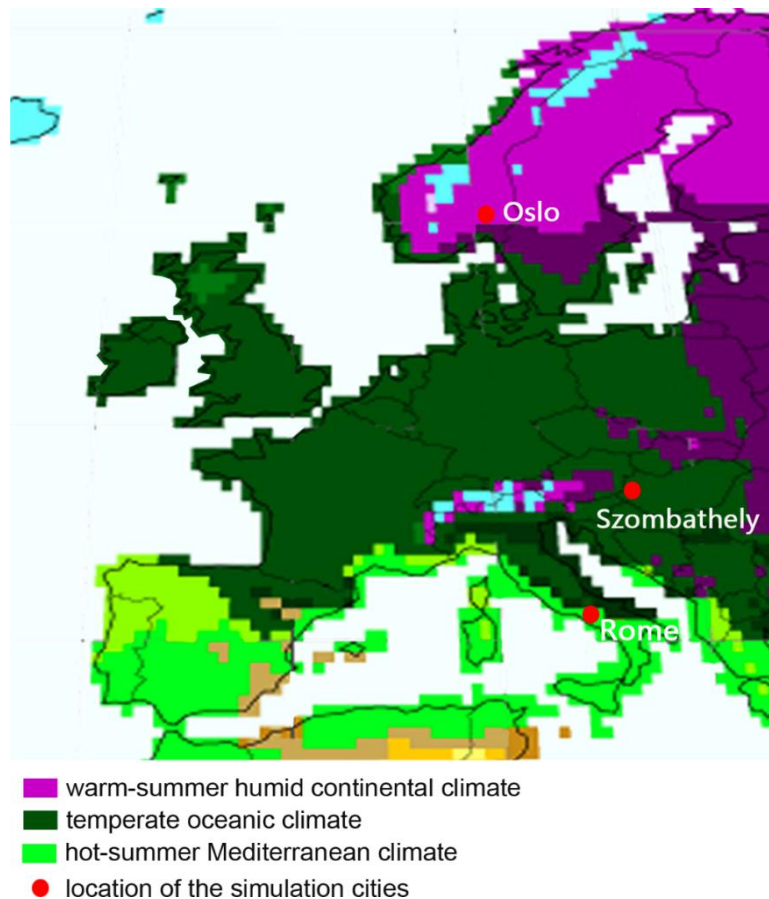 Oslo
Szombathely
Rome
warm-summer humid continental climate
temperate oceanic climate
hot-summer Mediterranean climate
location of the simulation cities